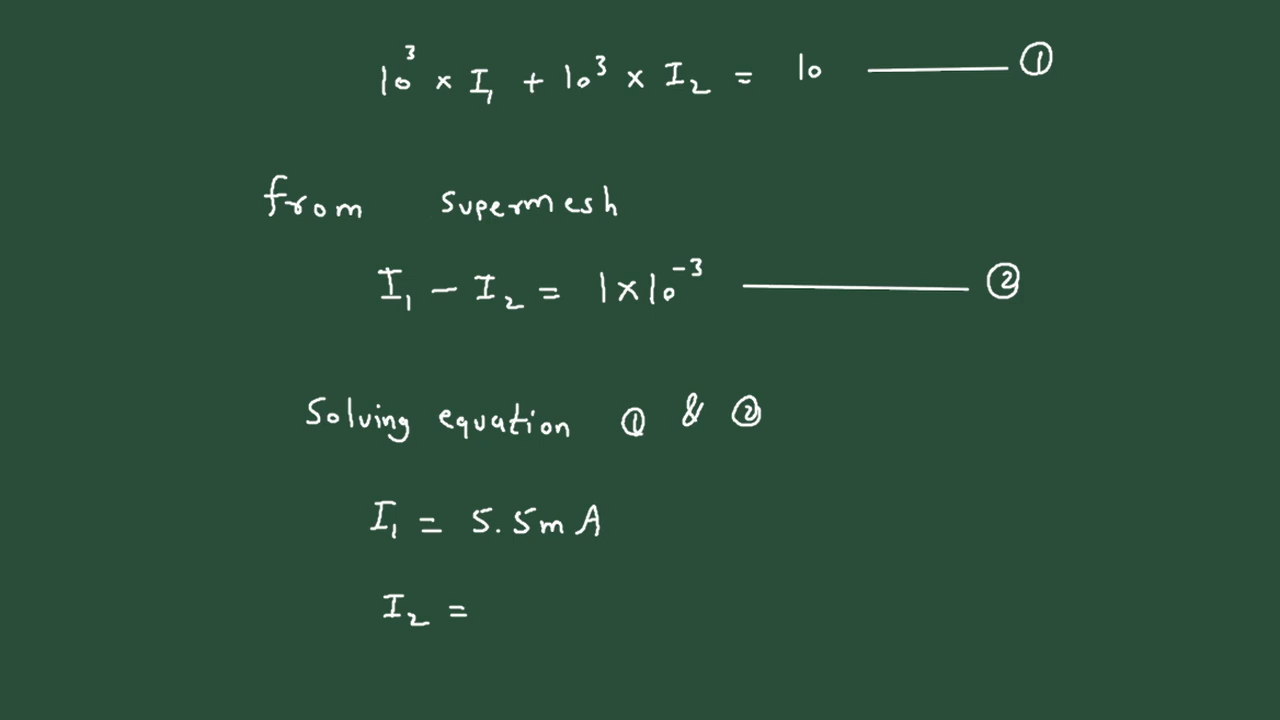 10³ × I₁ + 10³ × I₂ = 10 ——— ①
from supermesh
I₁ − I₂ = 1×10⁻³ ——— ②
Solving equation ① & ②
I₁ = 5.5mA
I₂ =